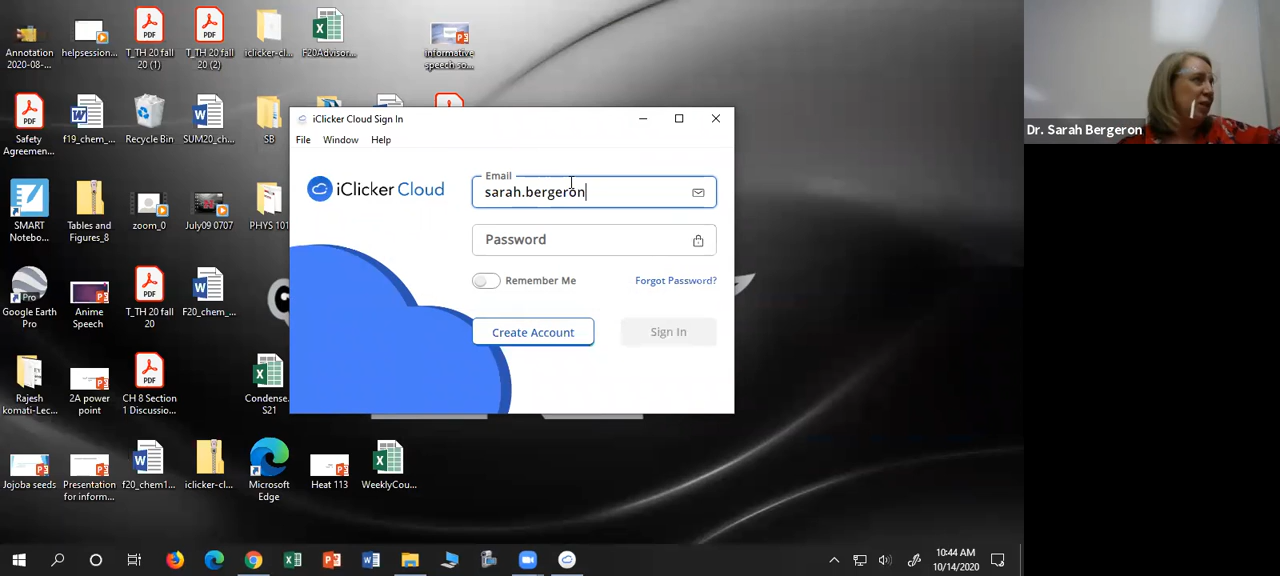 Annotation
2020-08-...
helpsession...
T_TH 20 fall
20 (1)
T_TH 20 fall
20 (2)
iclicker-cl...
F20Advisor...
informative
speech so...
Safety
Agreemen...
f19_chem_...
Recycle Bin
SUM20_ch...
SB
SMART
Notebo...
Tables and
Figures_8
zoom_0
July09 0707
PHYS 101
Google Earth
Pro
Anime
Speech
T_TH 20 fall
20
F20_chem_...
Rajesh
komati-Lec...
2A power
point
CH 8 Section
1 Discussio...
Condense.
S21
Jojoba seeds
Presentation
for inform...
f20_chem1...
iclicker-cl...
Microsoft
Edge
Heat 113
WeeklyCou...
iClicker Cloud Sign In
File Window Help
iClicker Cloud
Email
sarah.bergeron
Password
Remember Me
Forgot Password?
Create Account
Sign In
Dr. Sarah Bergeron
10:44 AM
10/14/2020